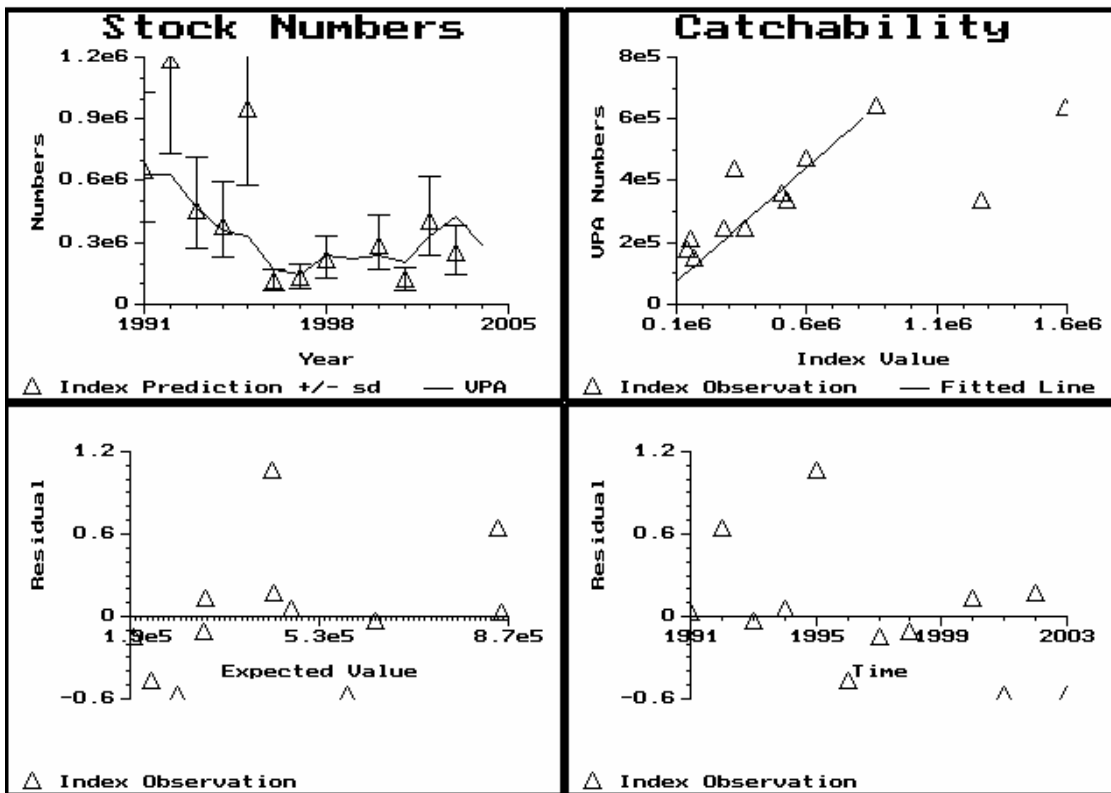 Stock Numbers
1.2e6
0.9e6
0.6e6
0.3e6
0
Numbers
1991 1998 2005
Year
△ Index Prediction +/- sd — VPA
Catchability
8e5
6e5
4e5
2e5
0
VPA Numbers
0.1e6 0.6e6 1.1e6 1.6e6
Index Value
△ Index Observation — Fitted Line
1.2
0.6
0
-0.6
Residual
1.9e5 5.3e5 8.7e5
Expected Value
△ Index Observation
1.2
0.6
0
-0.6
Residual
1991 1995 1999 2003
Time
△ Index Observation